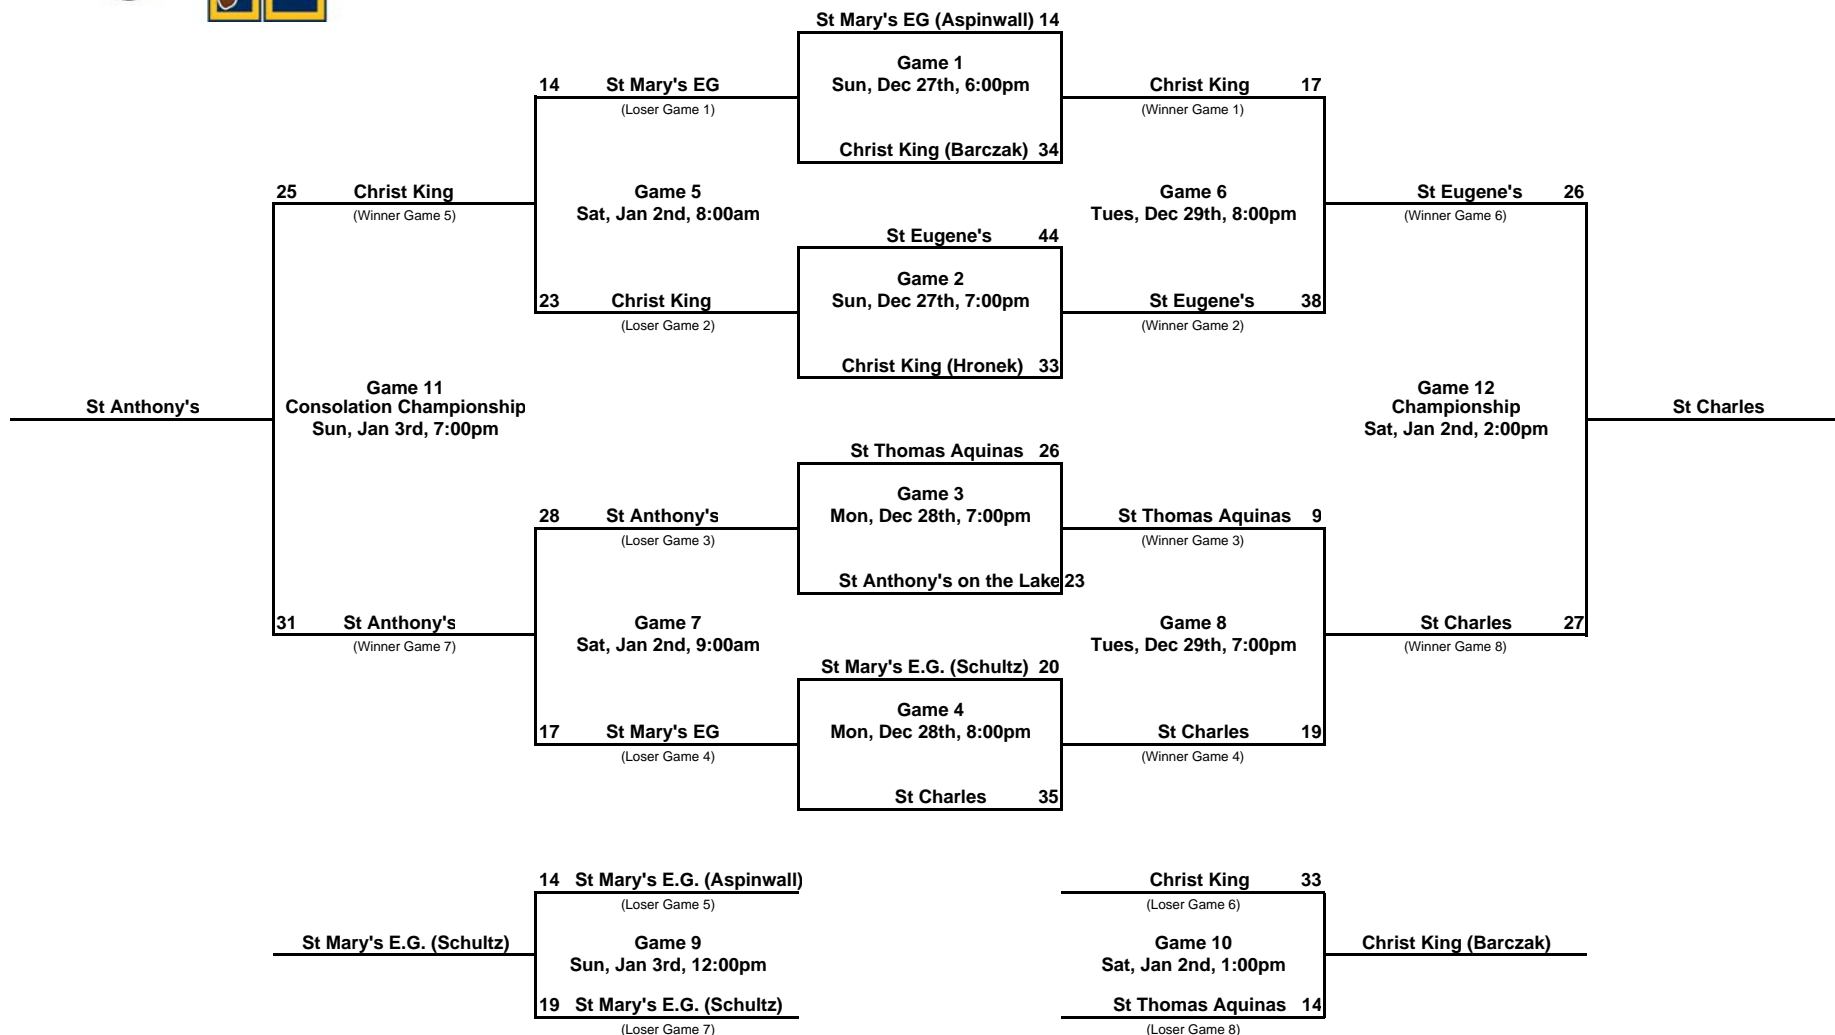 St Mary's EG (Aspinwall) 14
Game 1
14 St Mary's EG Sun, Dec 27th, 6:00pm Christ King 17
(Loser Game 1) (Winner Game 1)
Christ King (Barczak) 34
25 Christ King Game 5 Game 6 St Eugene's 26
(Winner Game 5) Sat, Jan 2nd, 8:00am Tues, Dec 29th, 8:00pm (Winner Game 6)
St Eugene's 44
Game 2
23 Christ King Sun, Dec 27th, 7:00pm St Eugene's 38
(Loser Game 2) (Winner Game 2)
Christ King (Hronek) 33
Game 11 Game 12
St Anthony's Consolation Championship Championship St Charles
Sun, Jan 3rd, 7:00pm Sat, Jan 2nd, 2:00pm
St Thomas Aquinas 26
Game 3
28 St Anthony's Mon, Dec 28th, 7:00pm St Thomas Aquinas 9
(Loser Game 3) (Winner Game 3)
St Anthony's on the Lake 23
31 St Anthony's Game 7 Game 8 St Charles 27
(Winner Game 7) Sat, Jan 2nd, 9:00am Tues, Dec 29th, 7:00pm (Winner Game 8)
St Mary's E.G. (Schultz) 20
Game 4
17 St Mary's EG Mon, Dec 28th, 8:00pm St Charles 19
(Loser Game 4) (Winner Game 4)
St Charles 35
14 St Mary's E.G. (Aspinwall) Christ King 33
(Loser Game 5) (Loser Game 6)
St Mary's E.G. (Schultz) Game 9 Game 10 Christ King (Barczak)
Sun, Jan 3rd, 12:00pm Sat, Jan 2nd, 1:00pm
19 St Mary's E.G. (Schultz) St Thomas Aquinas 14
(Loser Game 7) (Loser Game 8)